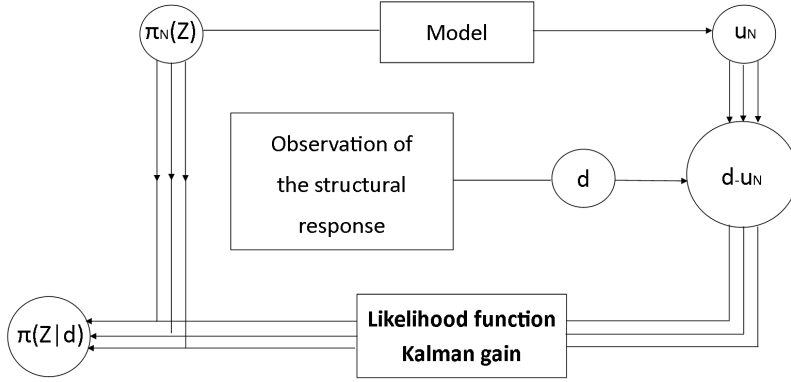 πN(Z)
Model
uN
Observation of
the structural
response
d
d-uN
Likelihood function
Kalman gain
π(Z|d)